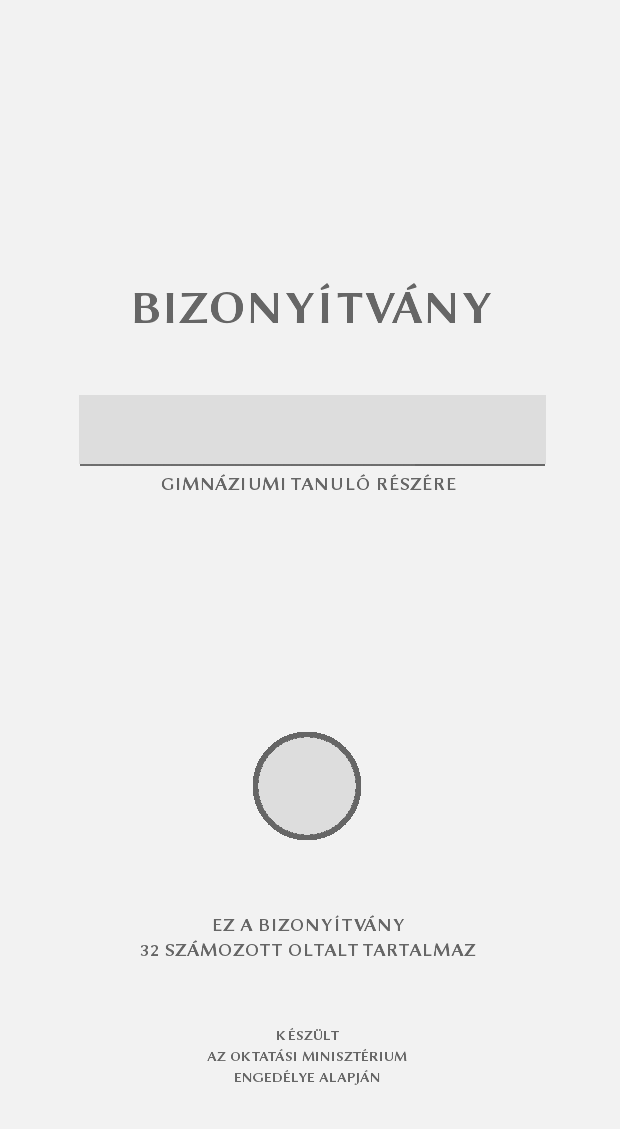 BIZONYÍTVÁNY
GIMNÁZIUMI TANULÓ RÉSZÉRE
EZ A BIZONYÍTVÁNY
32 SZÁMOZOTT OLTALT TARTALMAZ
KÉSZÜLT
AZ OKTATÁSI MINISZTÉRIUM
ENGEDÉLYE ALAPJÁN